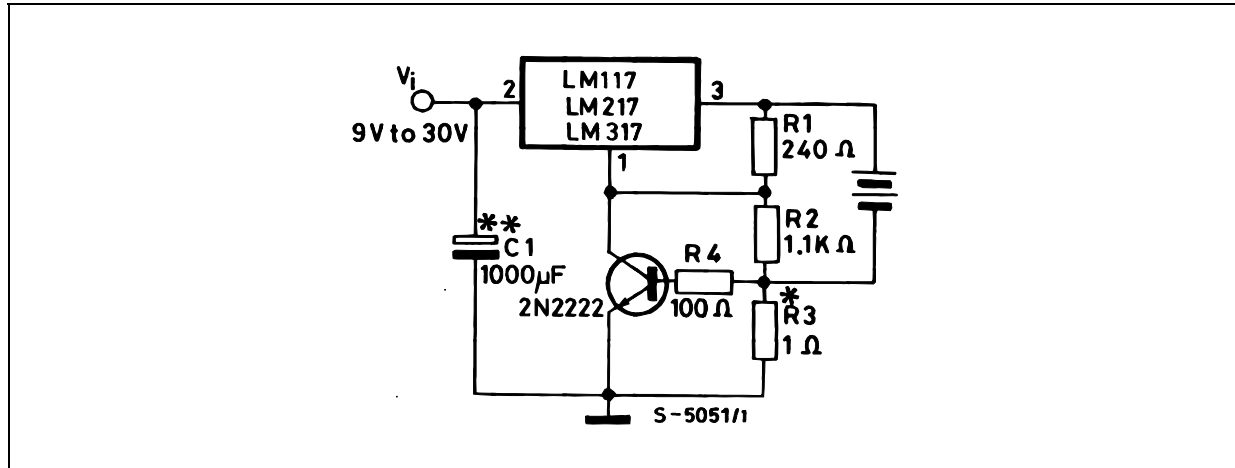 Vi
9V to 30V
2
LM117
LM217
LM317
3
1
R1
240 Ω
R2
1.1K Ω
**
C1
1000µF
2N2222
R4
100 Ω
*
R3
1 Ω
S-5051/1